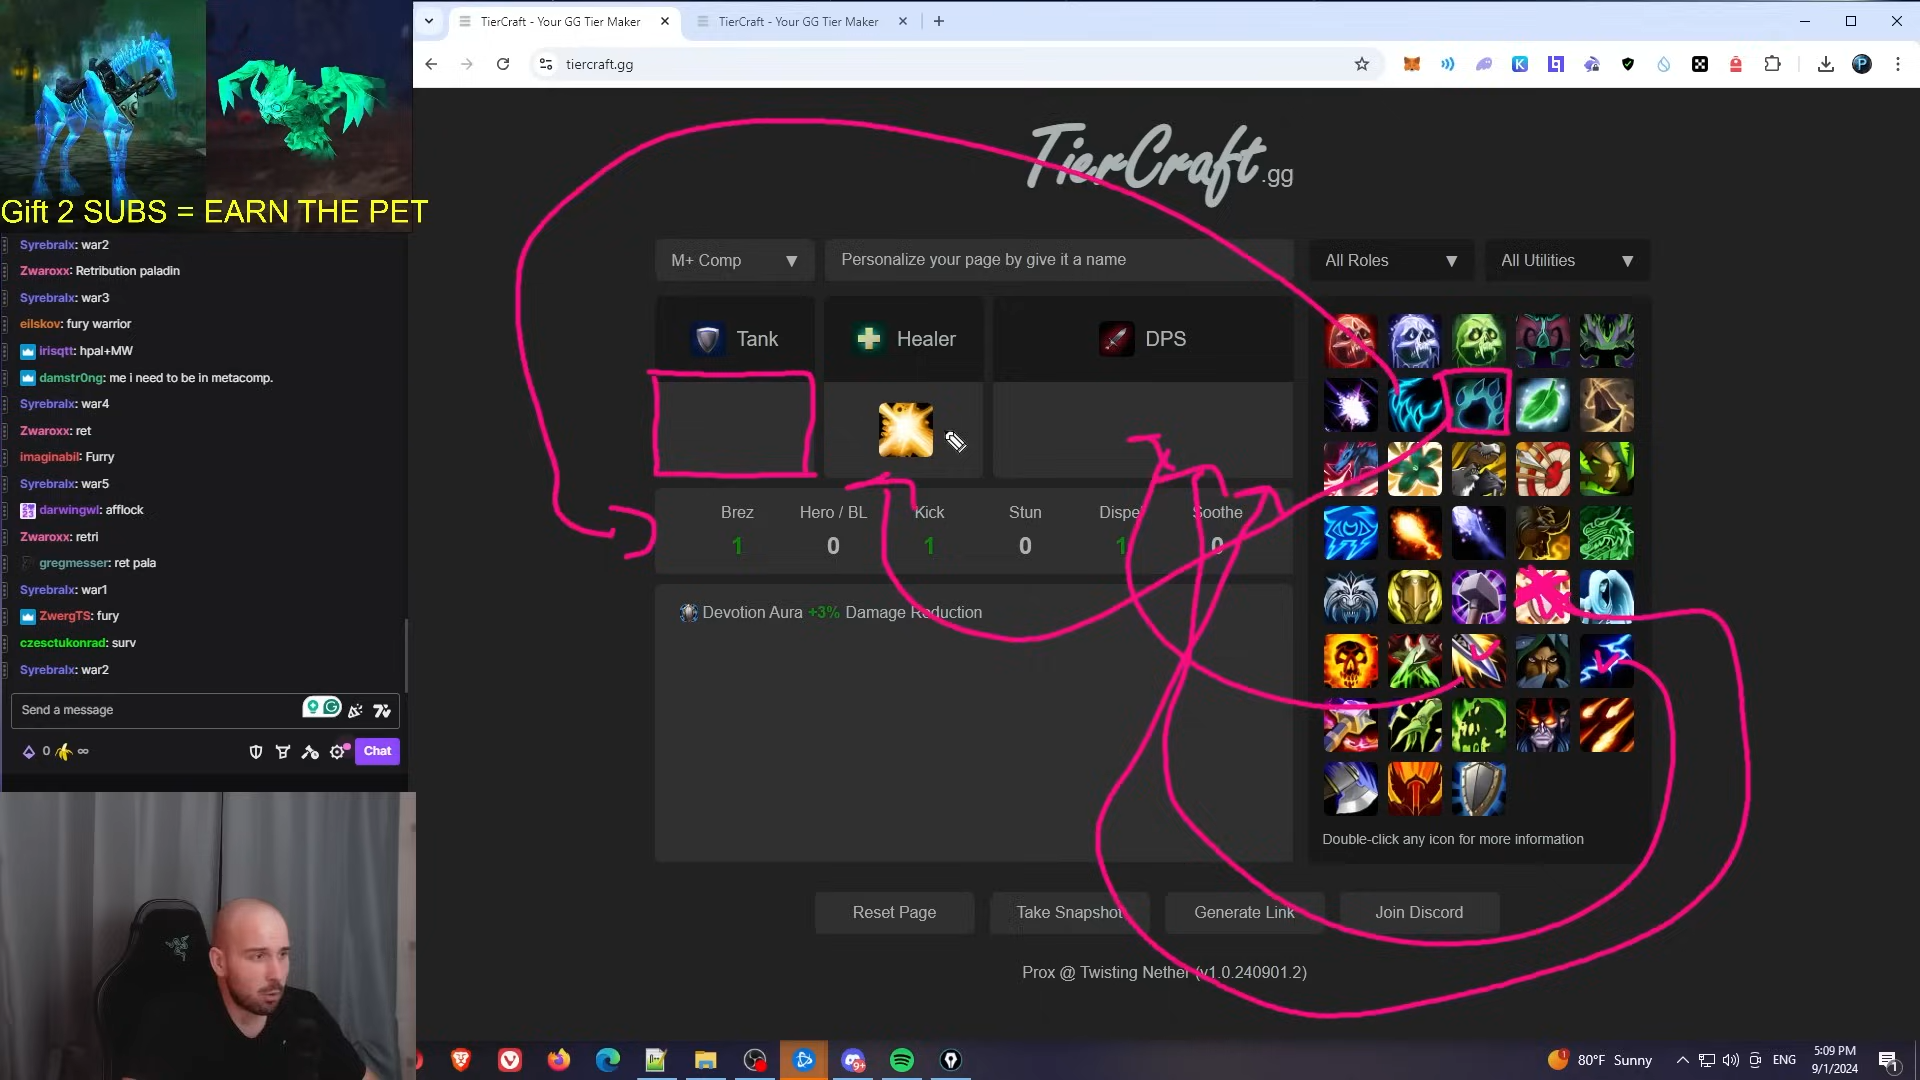 TierCraft - Your GG Tier Maker
TierCraft - Your GG Tier Maker
tiercraft.gg
Gift 2 SUBS = EARN THE PET
Syrebralx: war2
Zwaroxx: Retribution paladin
Syrebralx: war3
eilskov: fury warrior
irisqtt: hpal+MW
damstr0ng: me i need to be in metacomp.
Syrebralx: war4
Zwaroxx: ret
imaginabil: Furry
Syrebralx: war5
darwingwl: afflock
Zwaroxx: retri
gregmesser: ret pala
Syrebralx: war1
ZwergTS: fury
czesctukonrad: surv
Syrebralx: war2
Send a message
0
∞
Chat
TierCraft.gg
M+ Comp
Personalize your page by give it a name
All Roles
All Utilities
Tank
Healer
DPS
Brez
Hero / BL
Kick
Stun
Dispel
Soothe
1
0
1
0
1
0
Devotion Aura +3% Damage Reduction
Double-click any icon for more information
Reset Page
Take Snapshot
Generate Link
Join Discord
Prox @ Twisting Nether (v1.0.240901.2)
80°F Sunny
ENG
5:09 PM
9/1/2024